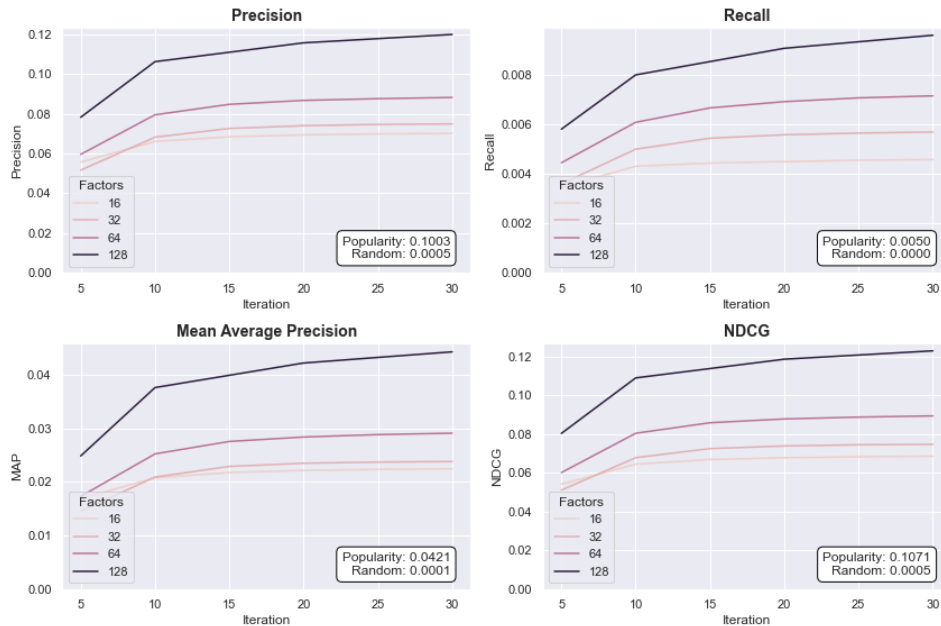 Precision
0.12
0.10
0.08
0.06
0.04
0.02
0.00
Precision
Factors
16
32
64
128
Popularity: 0.1003
Random: 0.0005
5 10 15 20 25 30
Iteration
Recall
0.008
0.006
0.004
0.002
0.000
Recall
Factors
16
32
64
128
Popularity: 0.0050
Random: 0.0000
5 10 15 20 25 30
Iteration
Mean Average Precision
0.04
0.03
0.02
0.01
0.00
MAP
Factors
16
32
64
128
Popularity: 0.0421
Random: 0.0001
5 10 15 20 25 30
Iteration
NDCG
0.12
0.10
0.08
0.06
0.04
0.02
0.00
NDCG
Factors
16
32
64
128
Popularity: 0.1071
Random: 0.0005
5 10 15 20 25 30
Iteration